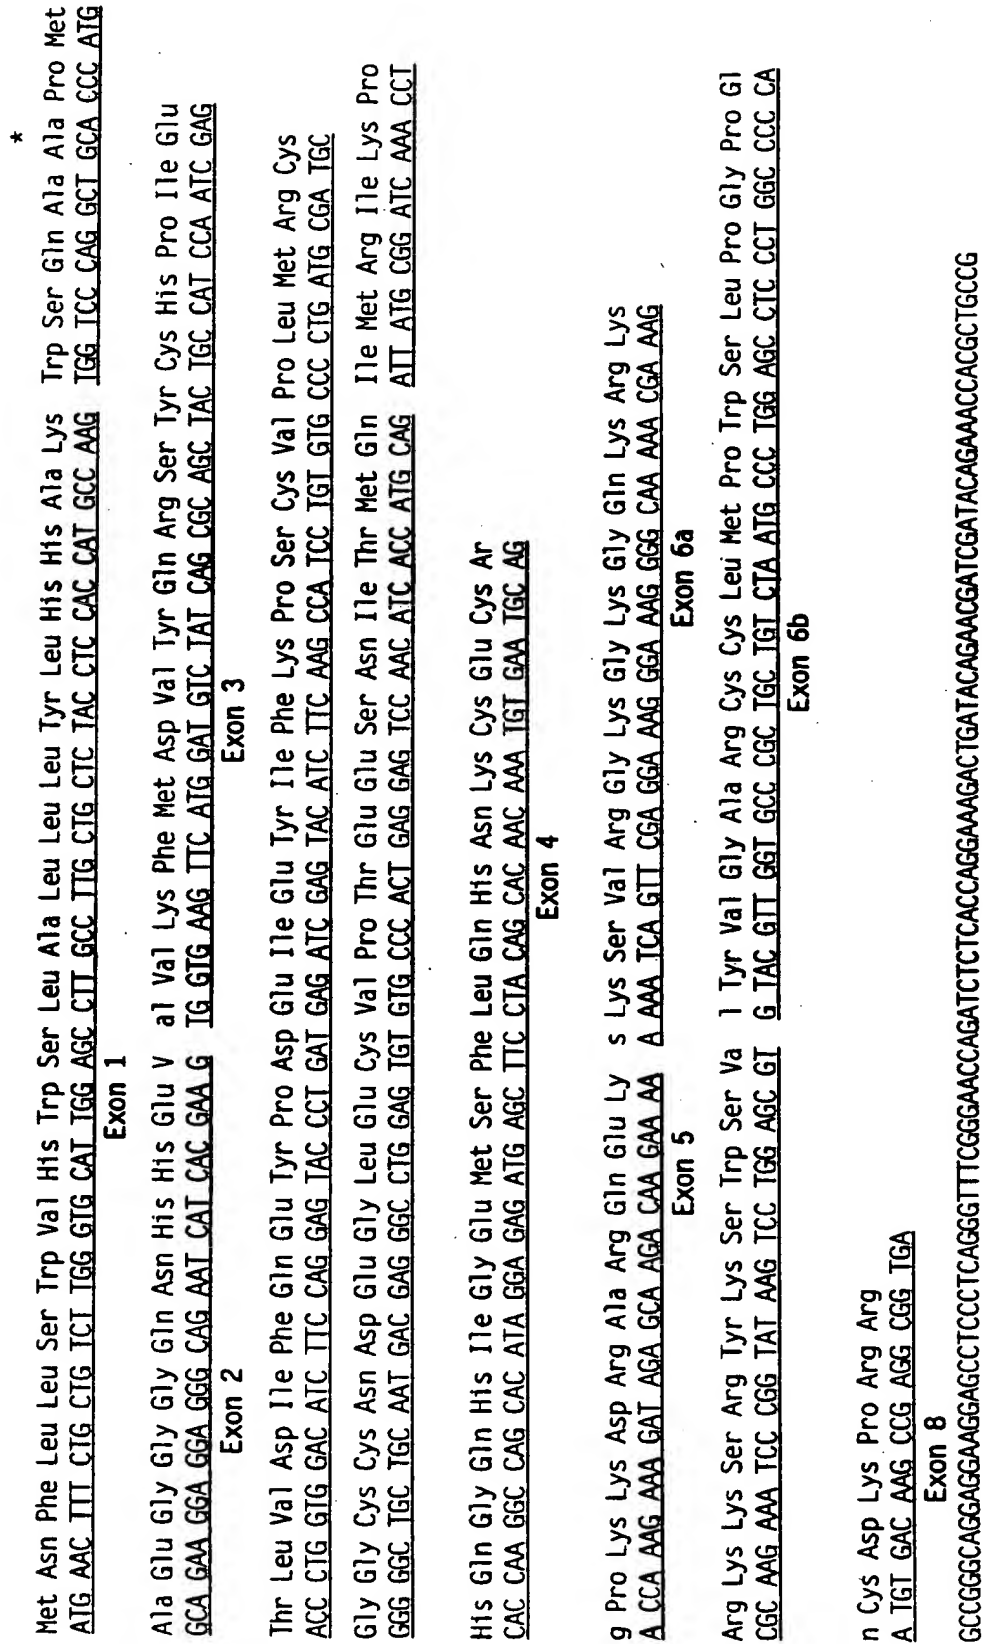 *
Met Asn Phe Leu Leu Ser Trp Val His Trp Ser Leu Ala Leu Leu Leu Tyr Leu His His Ala Lys Trp Ser Gln Ala Ala Pro Met
ATG AAC TTT CTG CTG TCT TGG GTG CAT TGG AGC CTT GCC TTG CTG CTC TAC CTC CAC CAT GCC AAG TGG TCC CAG GCT GCA CCC ATG
Exon 1
Ala Glu Gly Gly Gly Gln Asn His His Glu V al Val Lys Phe Met Asp Val Tyr Gln Arg Ser Tyr Cys His Pro Ile Glu
GCA GAA GGA GGA GGG CAG AAT CAT CAC GAA G TG GTG AAG TTC ATG GAT GTC TAT CAG CGC AGC TAC TGC CAT CCA ATC GAG
Exon 2 Exon 3
Thr Leu Val Asp Ile Phe Gln Glu Tyr Pro Asp Glu Ile Glu Tyr Ile Phe Lys Pro Ser Cys Val Pro Leu Met Arg Cys
ACC CTG GTG GAC ATC TTC CAG GAG TAC CCT GAT GAG ATC GAG TAC ATC TTC AAG CCA TCC TGT GTG CCC CTG ATG CGA TGC
Gly Gly Cys Cys Asn Asp Glu Gly Leu Glu Cys Val Pro Thr Glu Glu Ser Asn Ile Thr Met Gln Ile Met Arg Ile Lys Pro
GGG GGC TGC TGC AAT GAC GAG GGC CTG GAG TGT GTG CCC ACT GAG GAG TCC AAC ATC ACC ATG CAG ATT ATG CGG ATC AAA CCT
His Gln Gly Gln His Ile Gly Glu Met Ser Phe Leu Gln His Asn Lys Cys Glu Cys Ar
CAC CAA GGC CAG CAC ATA GGA GAG ATG AGC TTC CTA CAG CAC AAC AAA TGT GAA TGC AG
Exon 4
g Pro Lys Lys Asp Arg Ala Arg Gln Glu Ly s Lys Ser Val Arg Gly Lys Gly Lys Gly Gln Lys Arg Lys
A CCA AAG AAA GAT AGA GCA AGA CAA GAA AA A AAA TCA GTT CGA GGA AAG GGA AAG GGG CAA AAA CGA AAG
Exon 5 Exon 6a
Arg Lys Lys Ser Arg Tyr Lys Ser Trp Ser Va l Tyr Val Gly Ala Arg Cys Cys Leu Met Pro Trp Ser Leu Pro Gly Pro Gl
CGC AAG AAA TCC CGG TAT AAG TCC TGG AGC GT G TAC GTT GGT GCC CGC TGC TGT CTA ATG CCC TGG AGC CTC CCT GGC CCC CA
Exon 6b
n Cys Asp Lys Pro Arg Arg
A TGT GAC AAG CCG AGG CGG TGA
Exon 8
GCCGGGCAGGAGGAAGGAGCCTCCCTCAGGGTTTCGGGAACCAGATCTCTCACCAGGAAAGACTGATACAGAACGATCGATACAGAAACCACGCTGCCG